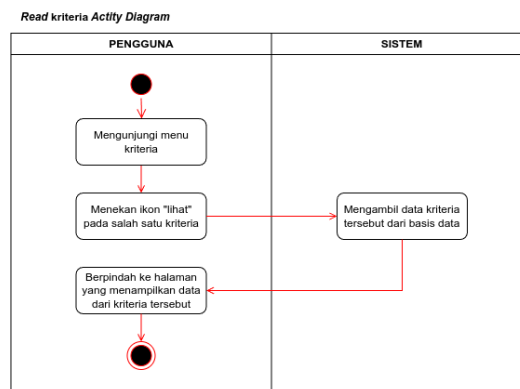 Read kriteria Actity Diagram
PENGGUNA
SISTEM
Mengunjungi menu
kriteria
Menekan ikon "lihat"
pada salah satu kriteria
Mengambil data kriteria
tersebut dari basis data
Berpindah ke halaman
yang menampilkan data
dari kriteria tersebut